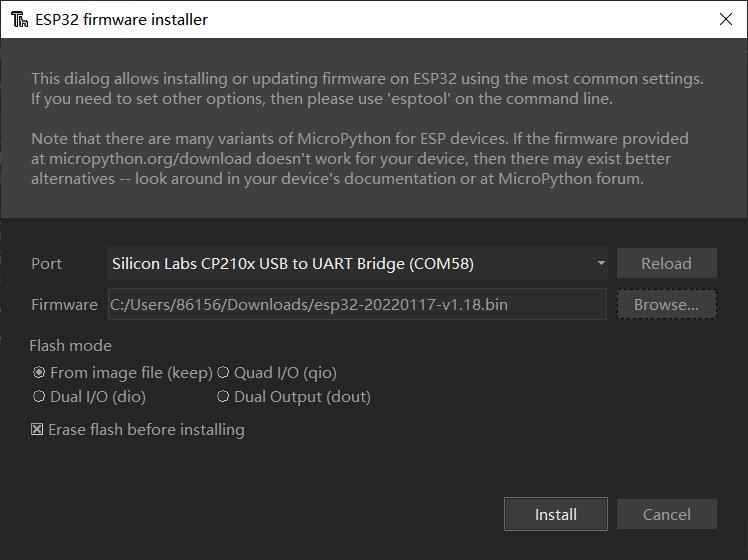 ESP32 firmware installer
This dialog allows installing or updating firmware on ESP32 using the most common settings.
If you need to set other options, then please use 'esptool' on the command line.
Note that there are many variants of MicroPython for ESP devices. If the firmware provided
at micropython.org/download doesn't work for your device, then there may exist better
alternatives -- look around in your device's documentation or at MicroPython forum.
Port Silicon Labs CP210x USB to UART Bridge (COM58) Reload
Firmware C:/Users/86156/Downloads/esp32-20220117-v1.18.bin Browse...
Flash mode
From image file (keep) Quad I/O (qio)
Dual I/O (dio) Dual Output (dout)
Erase flash before installing
Install Cancel